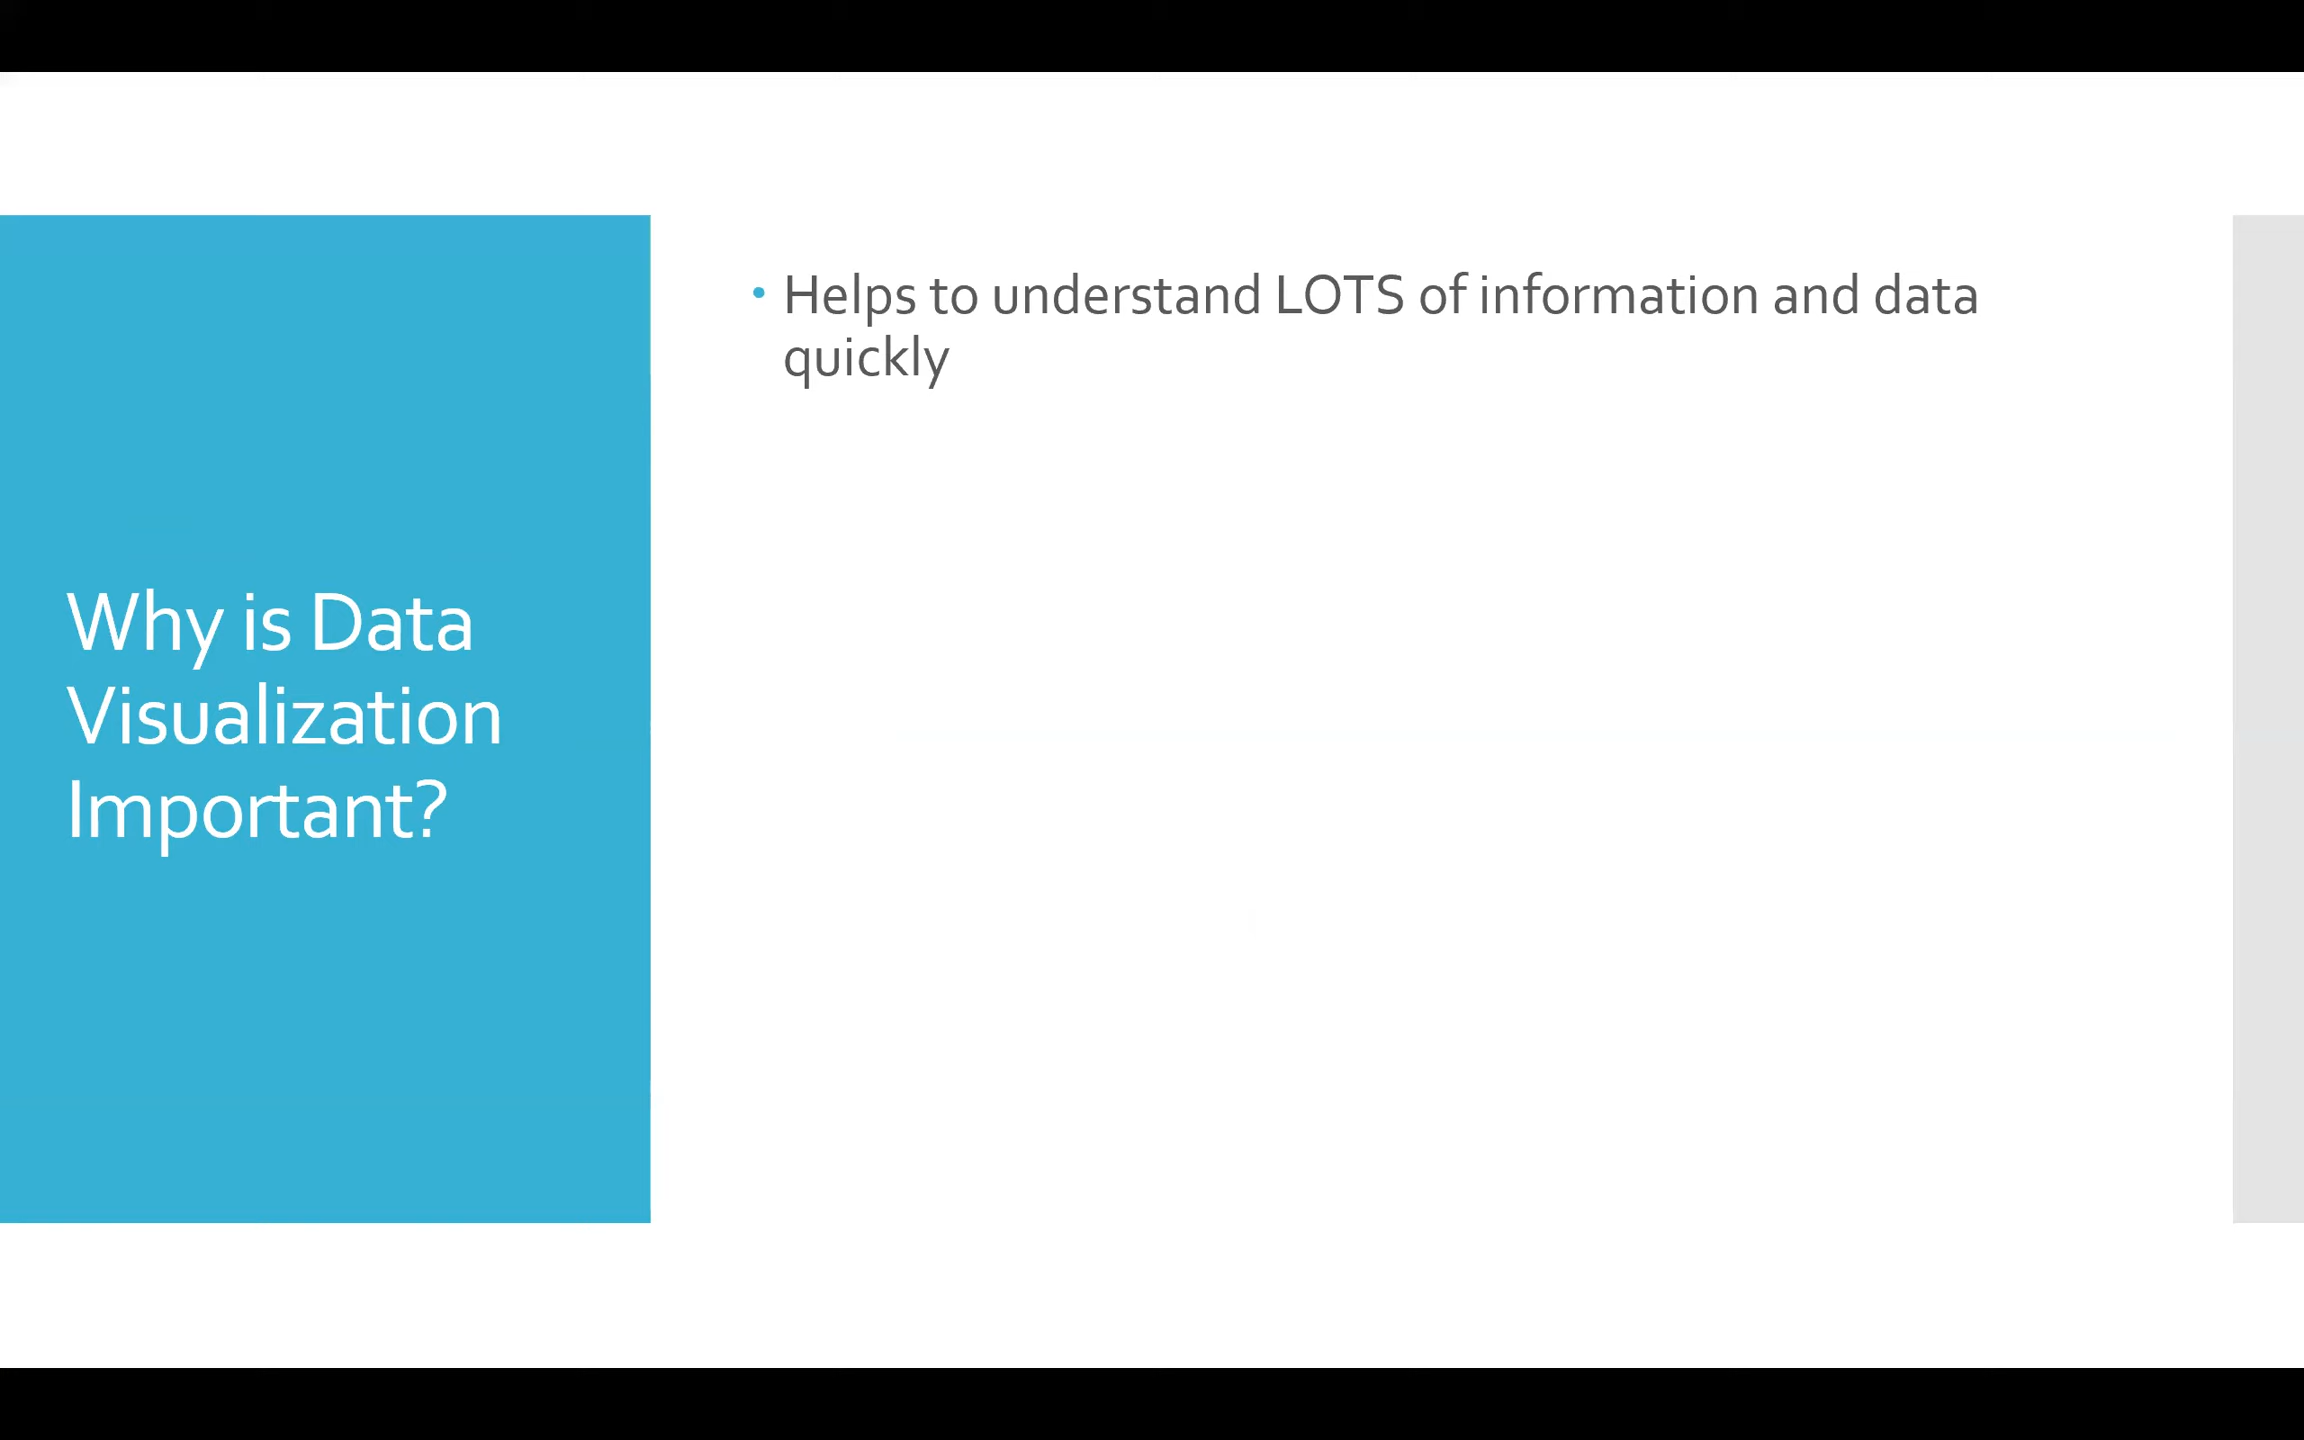 Why is Data
Visualization
Important?
• Helps to understand LOTS of information and data
quickly